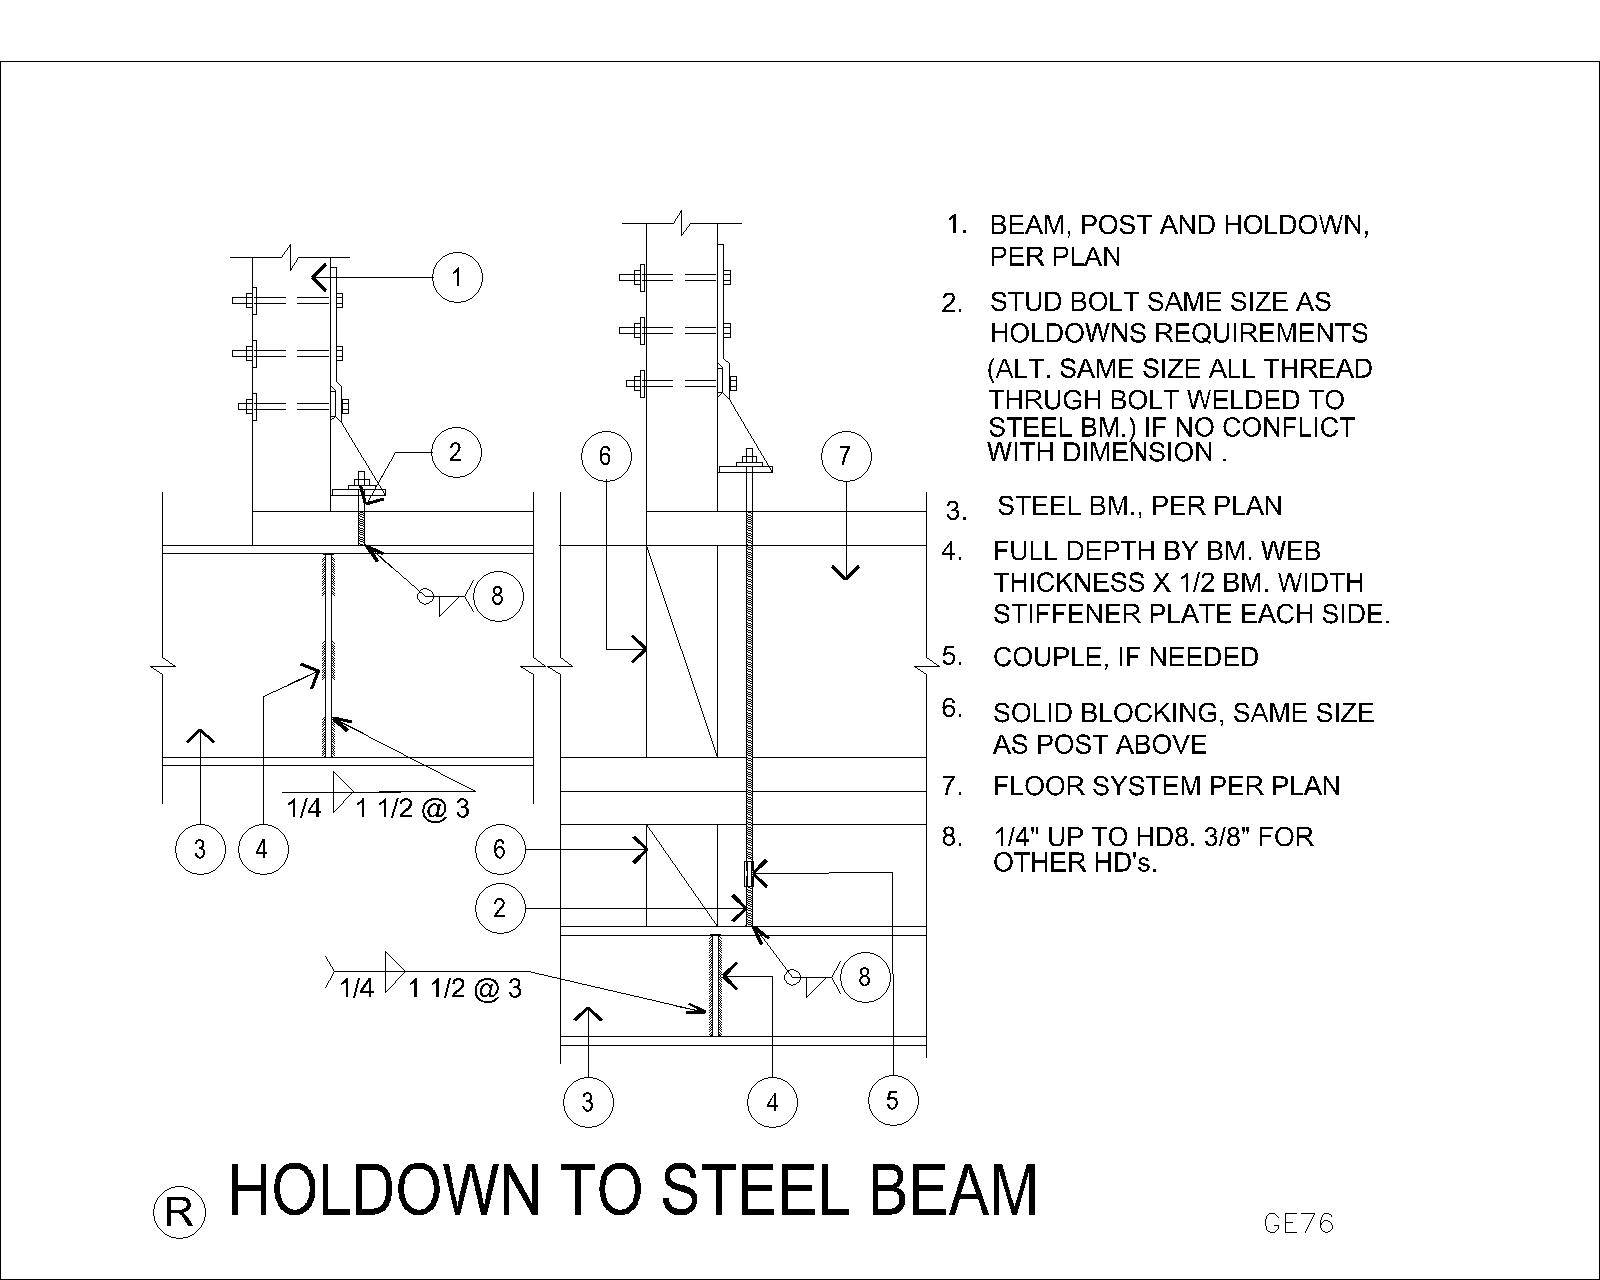 1. BEAM, POST AND HOLDOWN,
PER PLAN
2. STUD BOLT SAME SIZE AS
HOLDOWNS REQUIREMENTS
(ALT. SAME SIZE ALL THREAD
THRUGH BOLT WELDED TO
STEEL BM.) IF NO CONFLICT
WITH DIMENSION .
3. STEEL BM., PER PLAN
4. FULL DEPTH BY BM. WEB
THICKNESS X 1/2 BM. WIDTH
STIFFENER PLATE EACH SIDE.
5. COUPLE, IF NEEDED
6. SOLID BLOCKING, SAME SIZE
AS POST ABOVE
7. FLOOR SYSTEM PER PLAN
8. 1/4" UP TO HD8. 3/8" FOR
OTHER HD's.
1
2
6
7
8
1/4 1 1/2 @ 3
3
4
6
2
1/4 1 1/2 @ 3
8
3
4
5
R
HOLDOWN TO STEEL BEAM
GE76